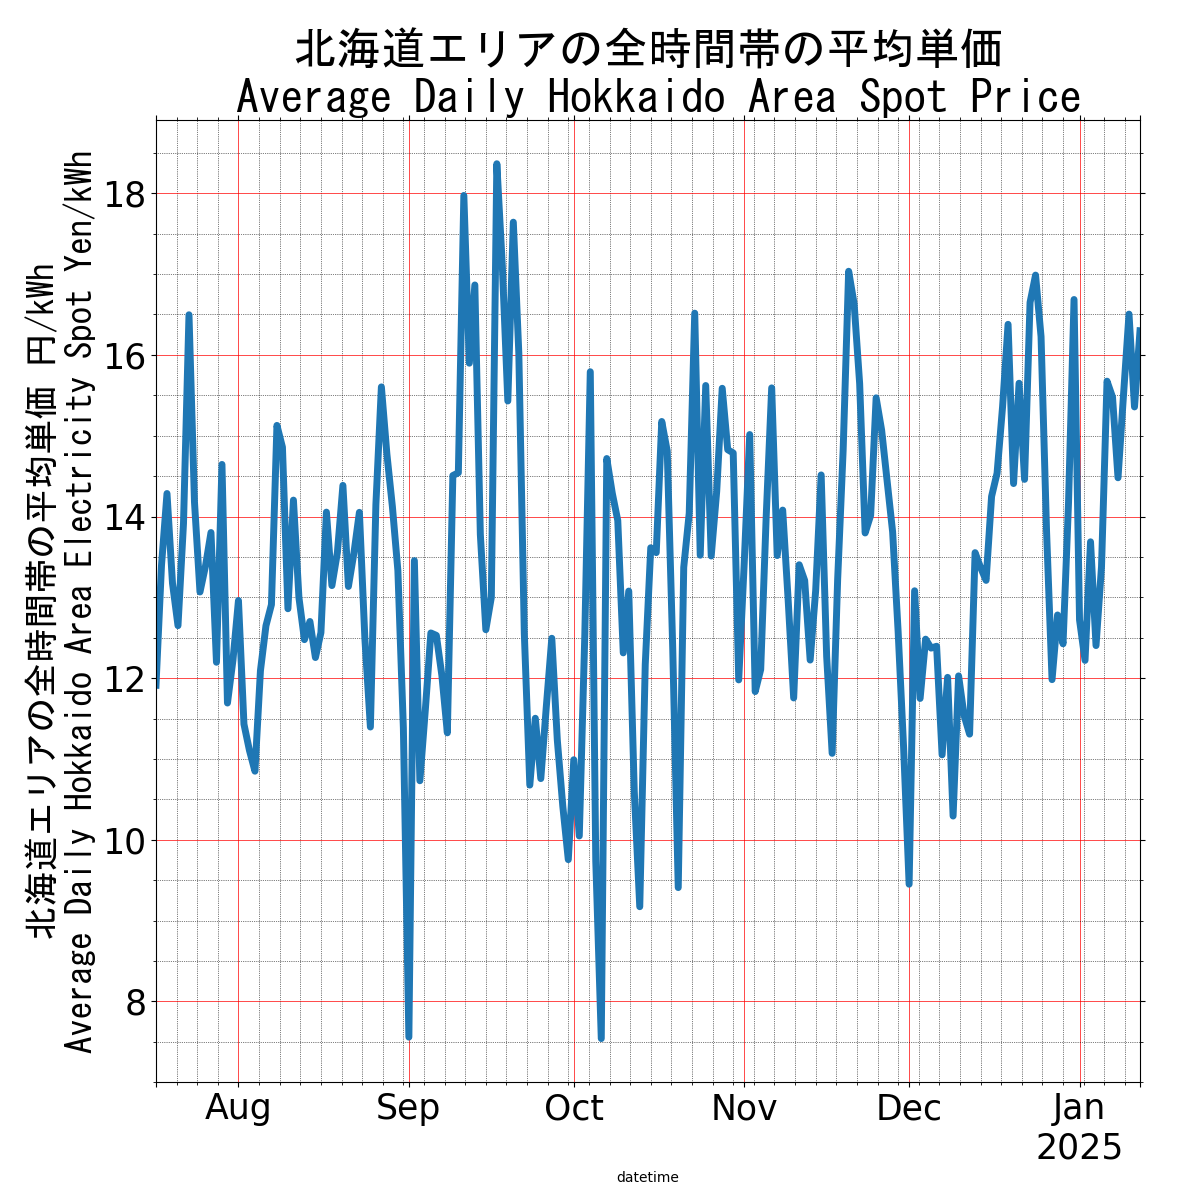 北海道エリアの全時間帯の平均単価
Average Daily Hokkaido Area Spot Price
北海道エリアの全時間帯の平均単価 円/kWh
Average Daily Hokkaido Area Electricity Spot Yen/kWh
18
16
14
12
10
8
Aug Sep Oct Nov Dec Jan
2025
datetime